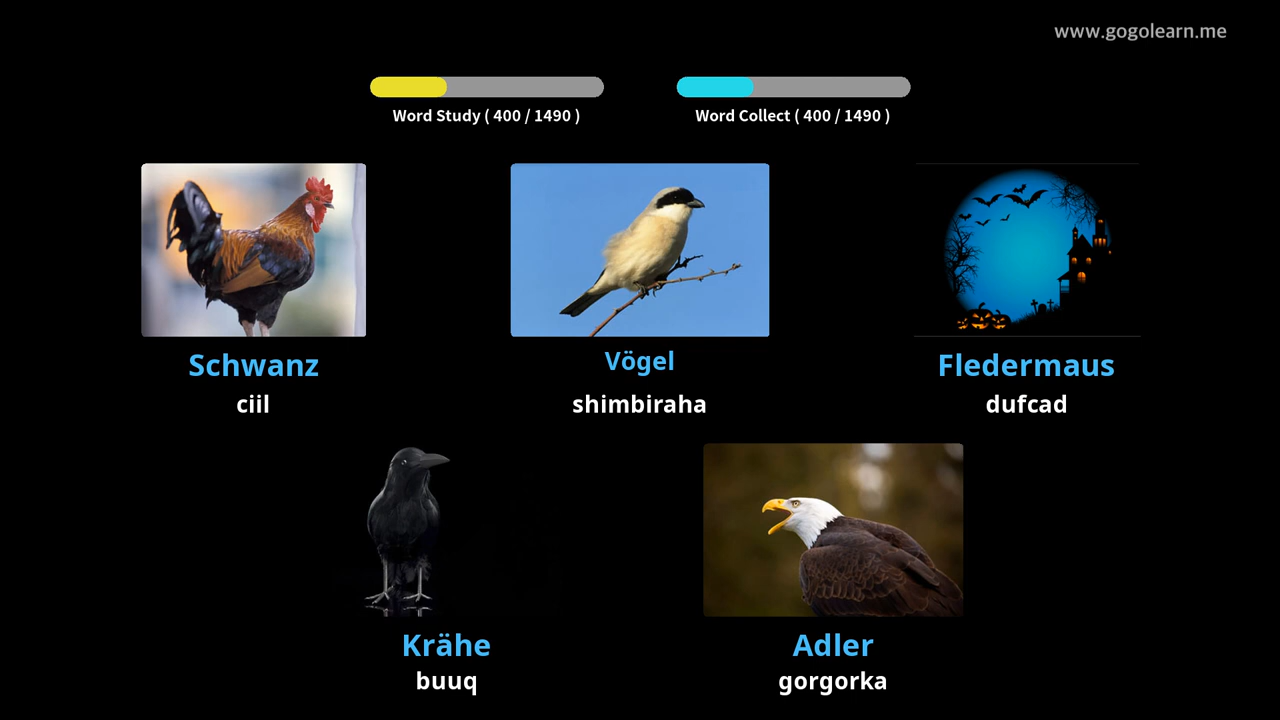 www.gogolearn.me
Word Study ( 400 / 1490 )
Word Collect ( 400 / 1490 )
Schwanz
ciil
Vögel
shimbiraha
Fledermaus
dufcad
Krähe
buuq
Adler
gorgorka